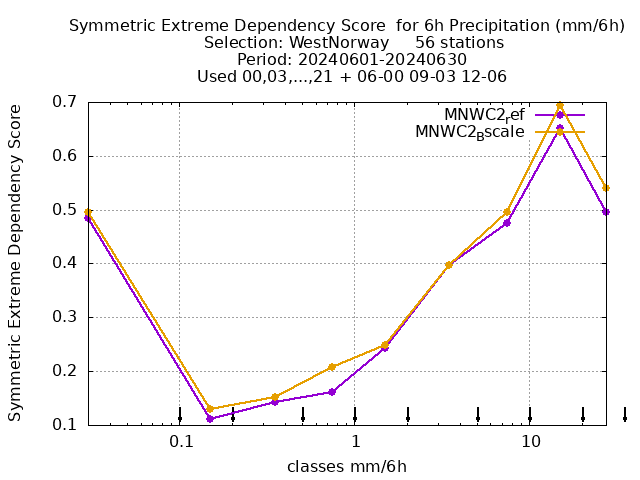 Symmetric Extreme Dependency Score  for 6h Precipitation (mm/6h)
Selection: WestNorway     56 stations
Period: 20240601-20240630
Used 00,03,...,21 + 06-00 09-03 12-06
Symmetric Extreme Dependency Score
0.7
0.6
0.5
0.4
0.3
0.2
0.1
MNWC2ref
MNWC2Bscale
0.1
1
10
classes mm/6h